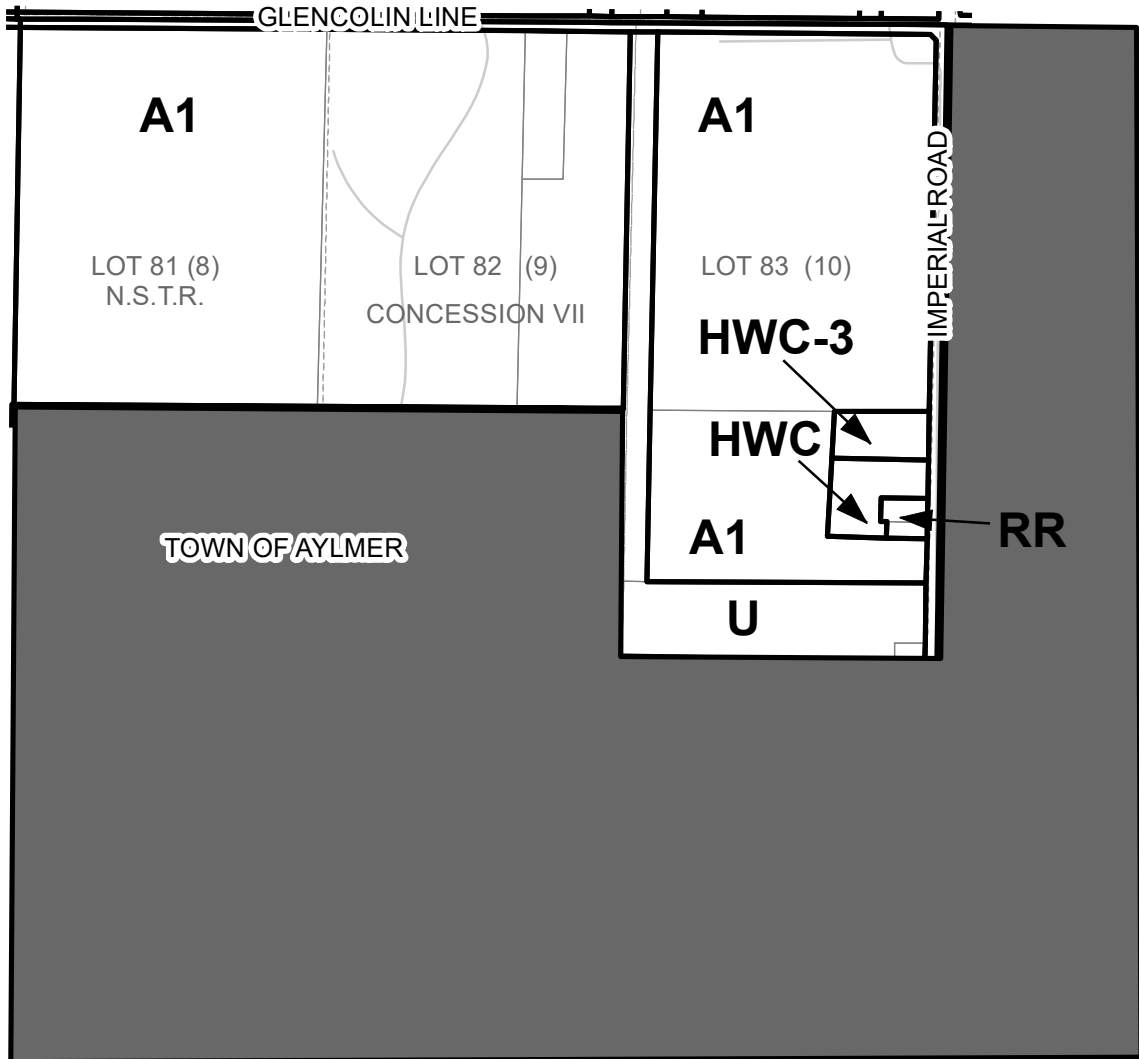 GLENCOLIN LINE
A1
A1
IMPERIAL ROAD
LOT 81 (8)
N.S.T.R.
LOT 82 (9)
CONCESSION VII
LOT 83 (10)
HWC-3
HWC
RR
A1
TOWN OF AYLMER
U